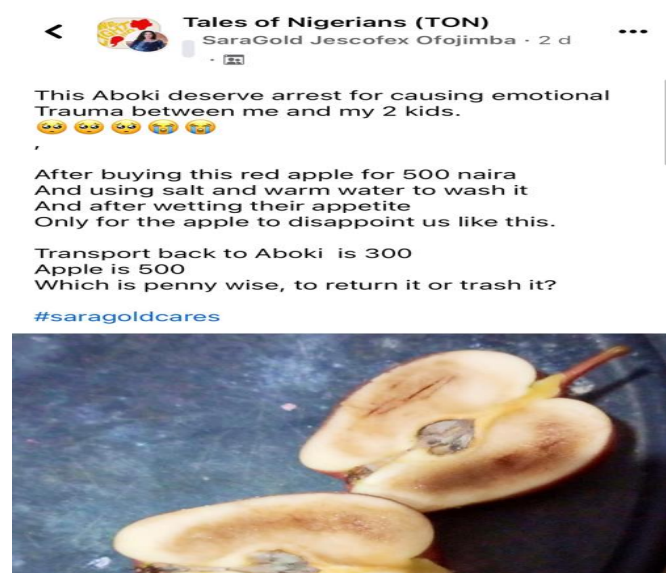 Tales of Nigerians (TON)
SaraGold Jescofex Ofojimba · 2 d
·
This Aboki deserve arrest for causing emotional
Trauma between me and my 2 kids.
🥺🥺🥺😭😭
,
After buying this red apple for 500 naira
And using salt and warm water to wash it
And after wetting their appetite
Only for the apple to disappoint us like this.
Transport back to Aboki is 300
Apple is 500
Which is penny wise, to return it or trash it?
#saragoldcares